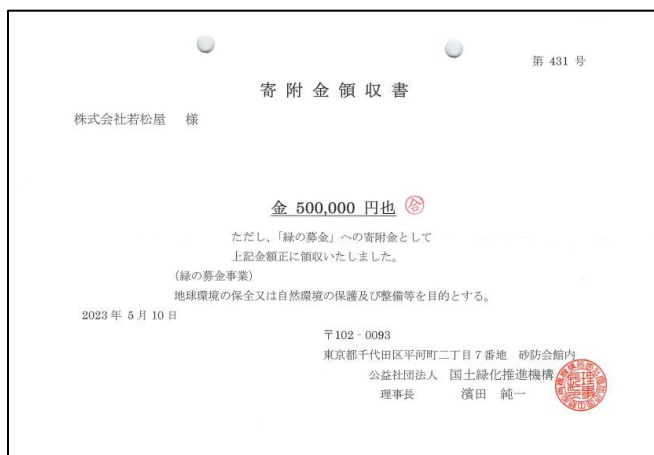 第 431 号
寄附金領収書
株式会社若松屋 様
金 500,000 円也
ただし、「緑の募金」への寄附金として
上記金額正に領収いたしました。
(緑の募金事業)
地球環境の保全又は自然環境の保護及び整備等を目的とする。
2023 年 5 月 10 日
〒102‐0093
東京都千代田区平河町二丁目7番地 砂防会館内
公益社団法人 国土緑化推進機構
理事長 濱田 純一